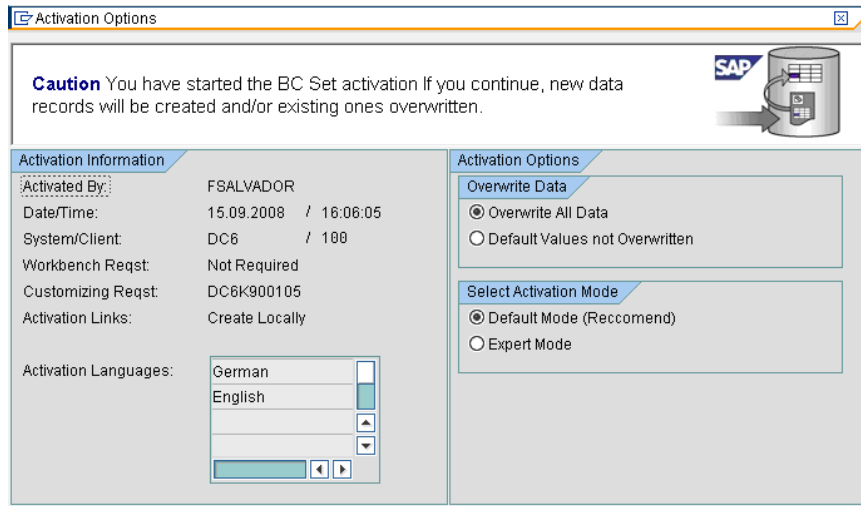 Activation Options
Caution You have started the BC Set activation If you continue, new data
records will be created and/or existing ones overwritten.
SAP
Activation Information
Activated By: FSALVADOR
Date/Time: 15.09.2008 / 16:06:05
System/Client: DC6 / 100
Workbench Reqst: Not Required
Customizing Reqst: DC6K900105
Activation Links: Create Locally
Activation Languages: German
English
Activation Options
Overwrite Data
Overwrite All Data
Default Values not Overwritten
Select Activation Mode
Default Mode (Reccomend)
Expert Mode